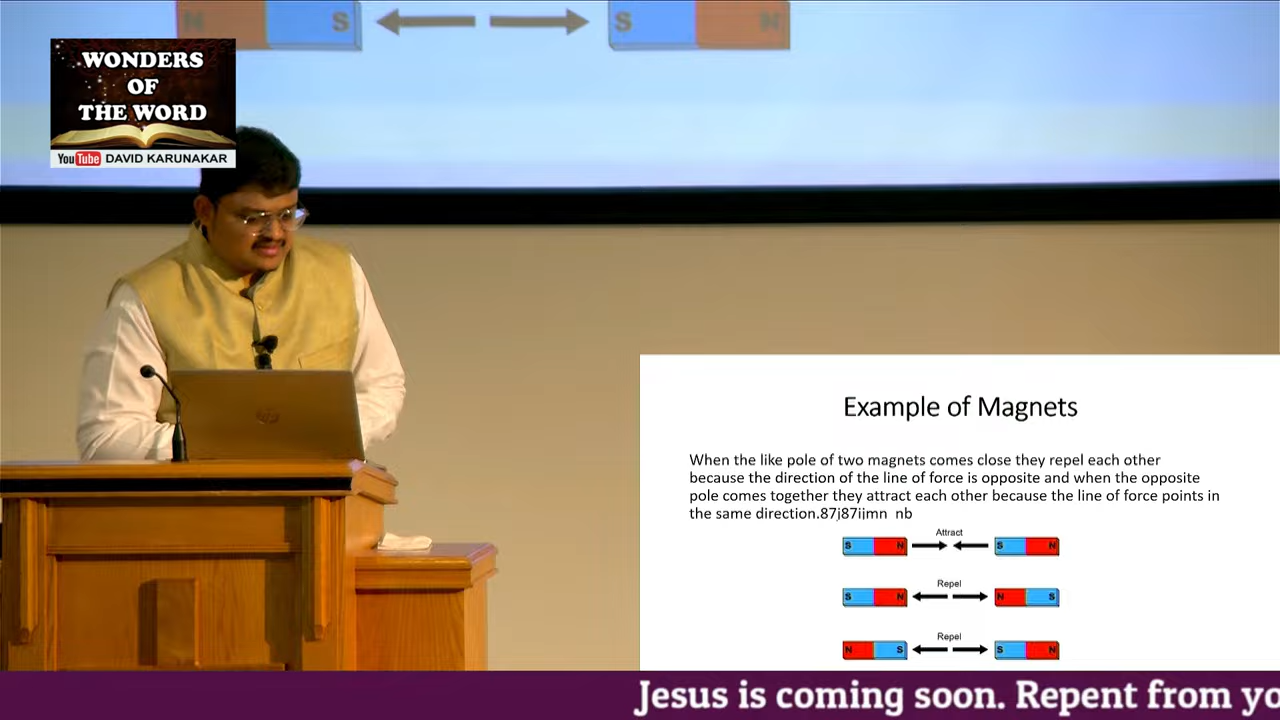 N S S N
WONDERS
OF
THE WORD
YouTube DAVID KARUNAKAR
Example of Magnets
When the like pole of two magnets comes close they repel each other
because the direction of the line of force is opposite and when the opposite
pole comes together they attract each other because the line of force points in
the same direction.87j87ijmn nb
Attract
S N S N
Repel
S N N S
Repel
N S S N
Jesus is coming soon. Repent from yo